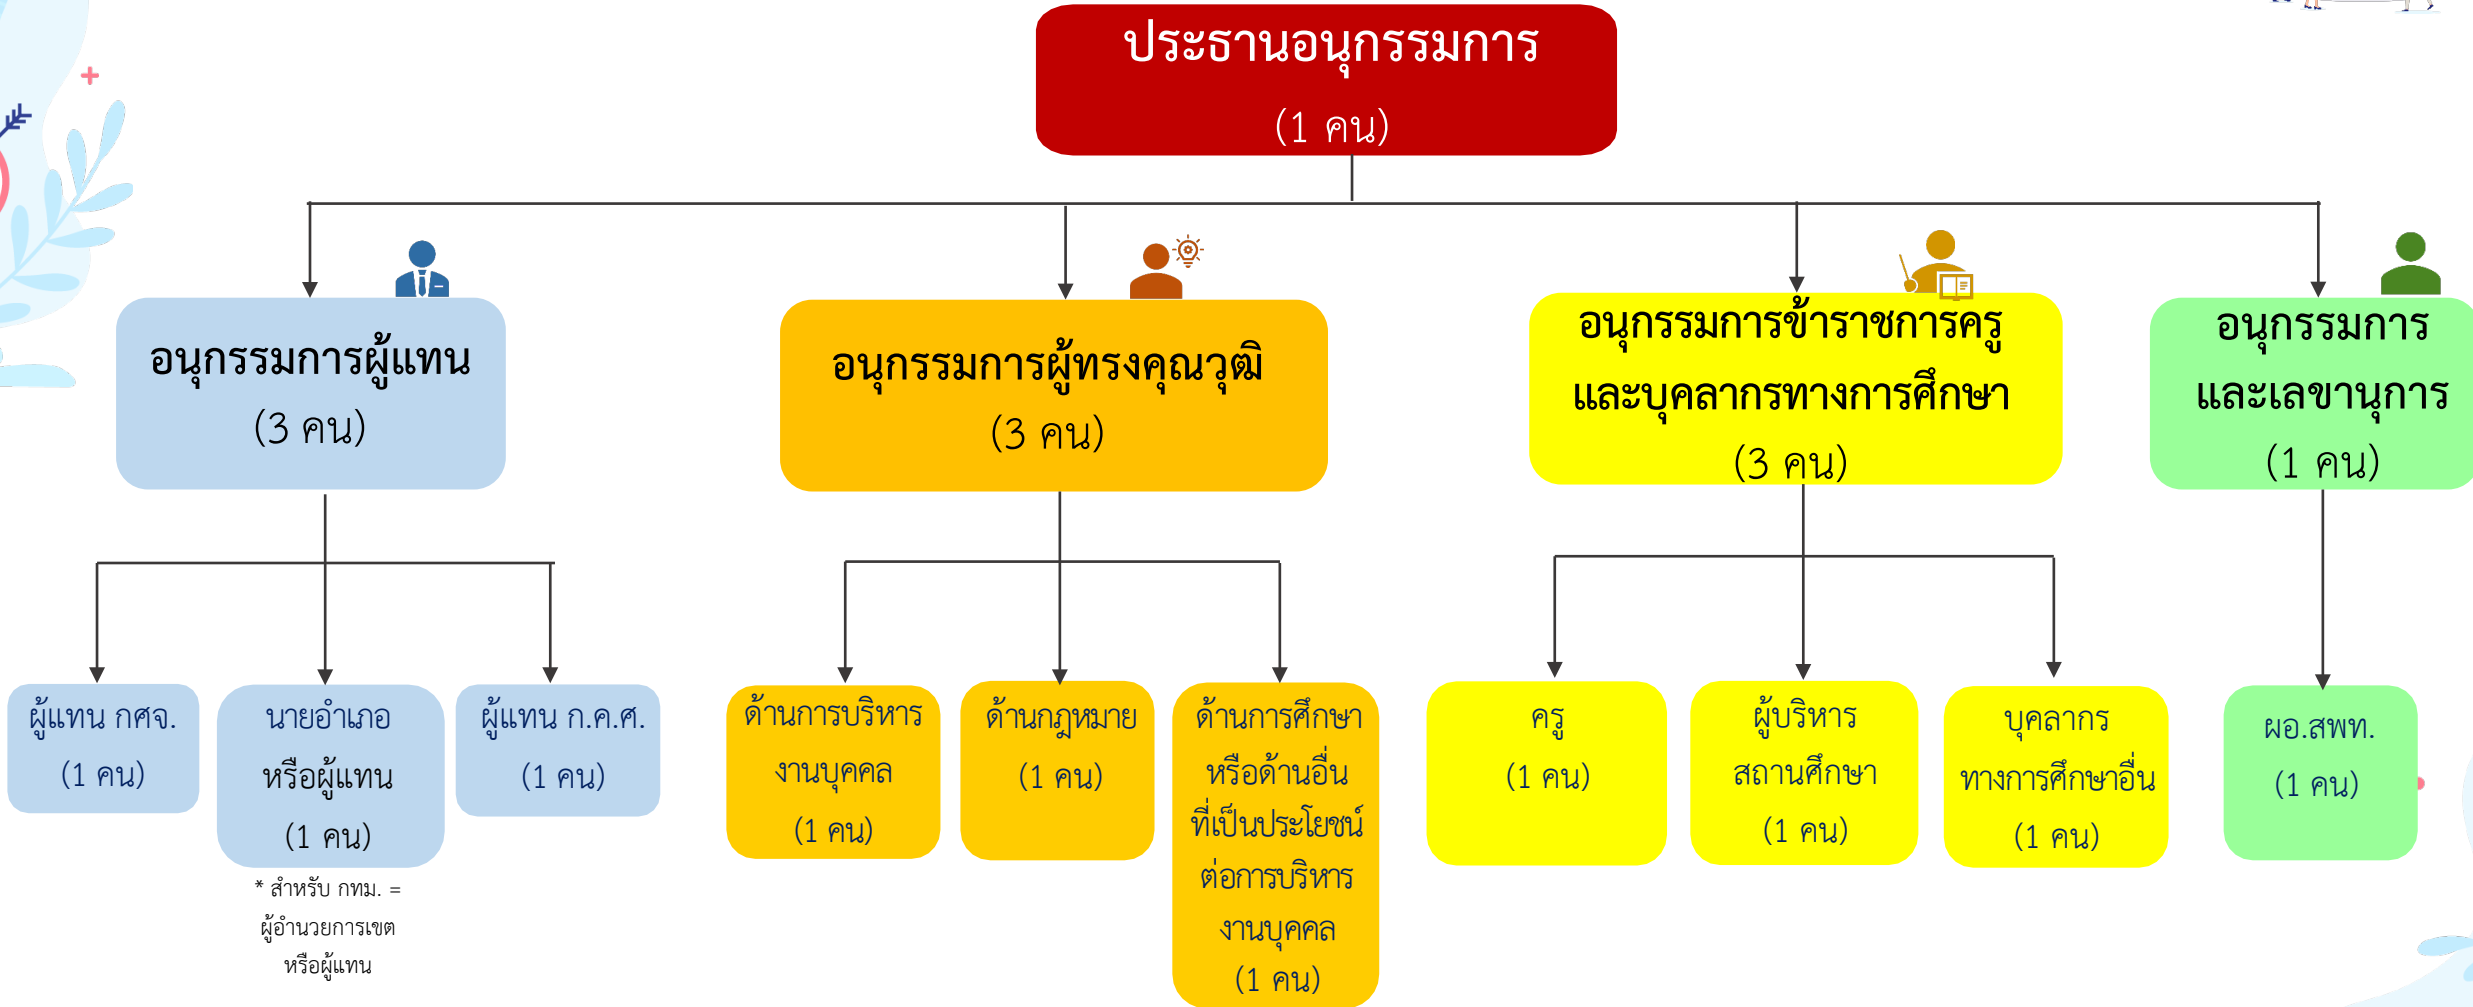 ประธานอนุกรรมการ
(1 คน)
อนุกรรมการผู้แทน
(3 คน)
อนุกรรมการผู้ทรงคุณวุฒิ
(3 คน)
อนุกรรมการข้าราชการครู
และบุคลากรทางการศึกษา
(3 คน)
อนุกรรมการ
และเลขานุการ
(1 คน)
ผู้แทน กศจ.
(1 คน)
นายอำเภอ
หรือผู้แทน
(1 คน)
* สำหรับ กทม. =
ผู้อำนวยการเขต
หรือผู้แทน
ผู้แทน ก.ค.ศ.
(1 คน)
ด้านการบริหาร
งานบุคคล
(1 คน)
ด้านกฎหมาย
(1 คน)
ด้านการศึกษา
หรือด้านอื่น
ที่เป็นประโยชน์
ต่อการบริหาร
งานบุคคล
(1 คน)
ครู
(1 คน)
ผู้บริหาร
สถานศึกษา
(1 คน)
บุคลากร
ทางการศึกษาอื่น
(1 คน)
ผอ.สพท.
(1 คน)